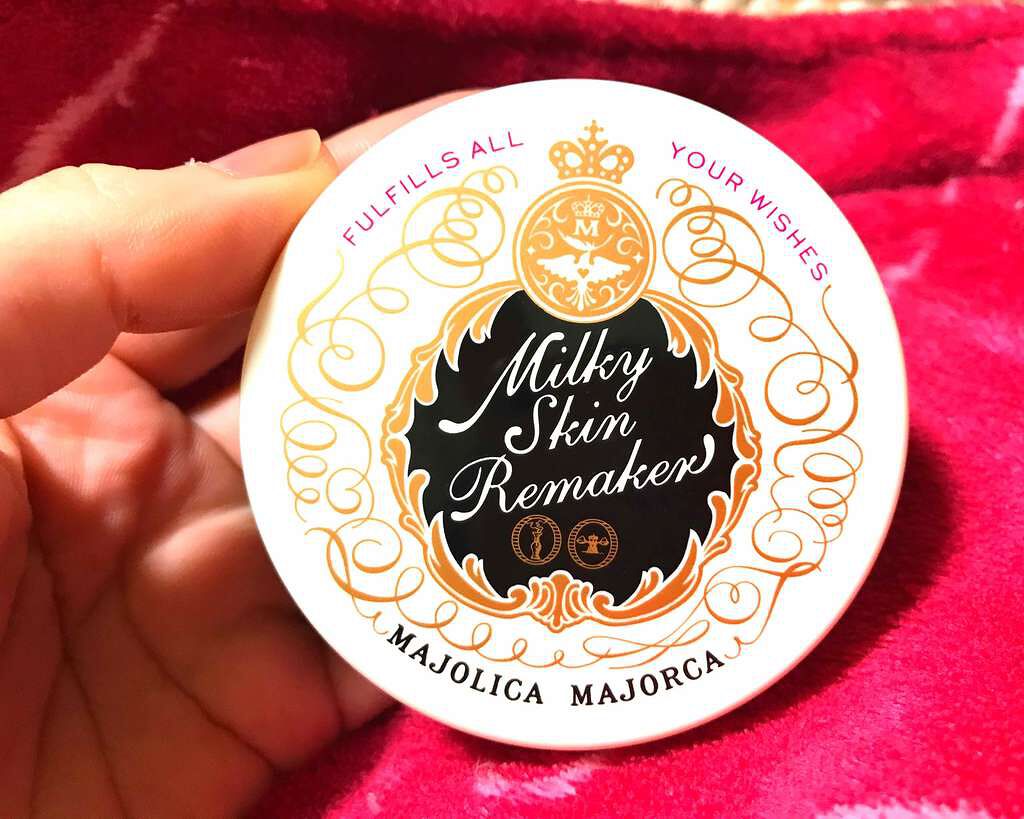 FULFILLS ALL YOUR WISHES
M
Milky
Skin
Remaker
MAJOLICA MAJORCA